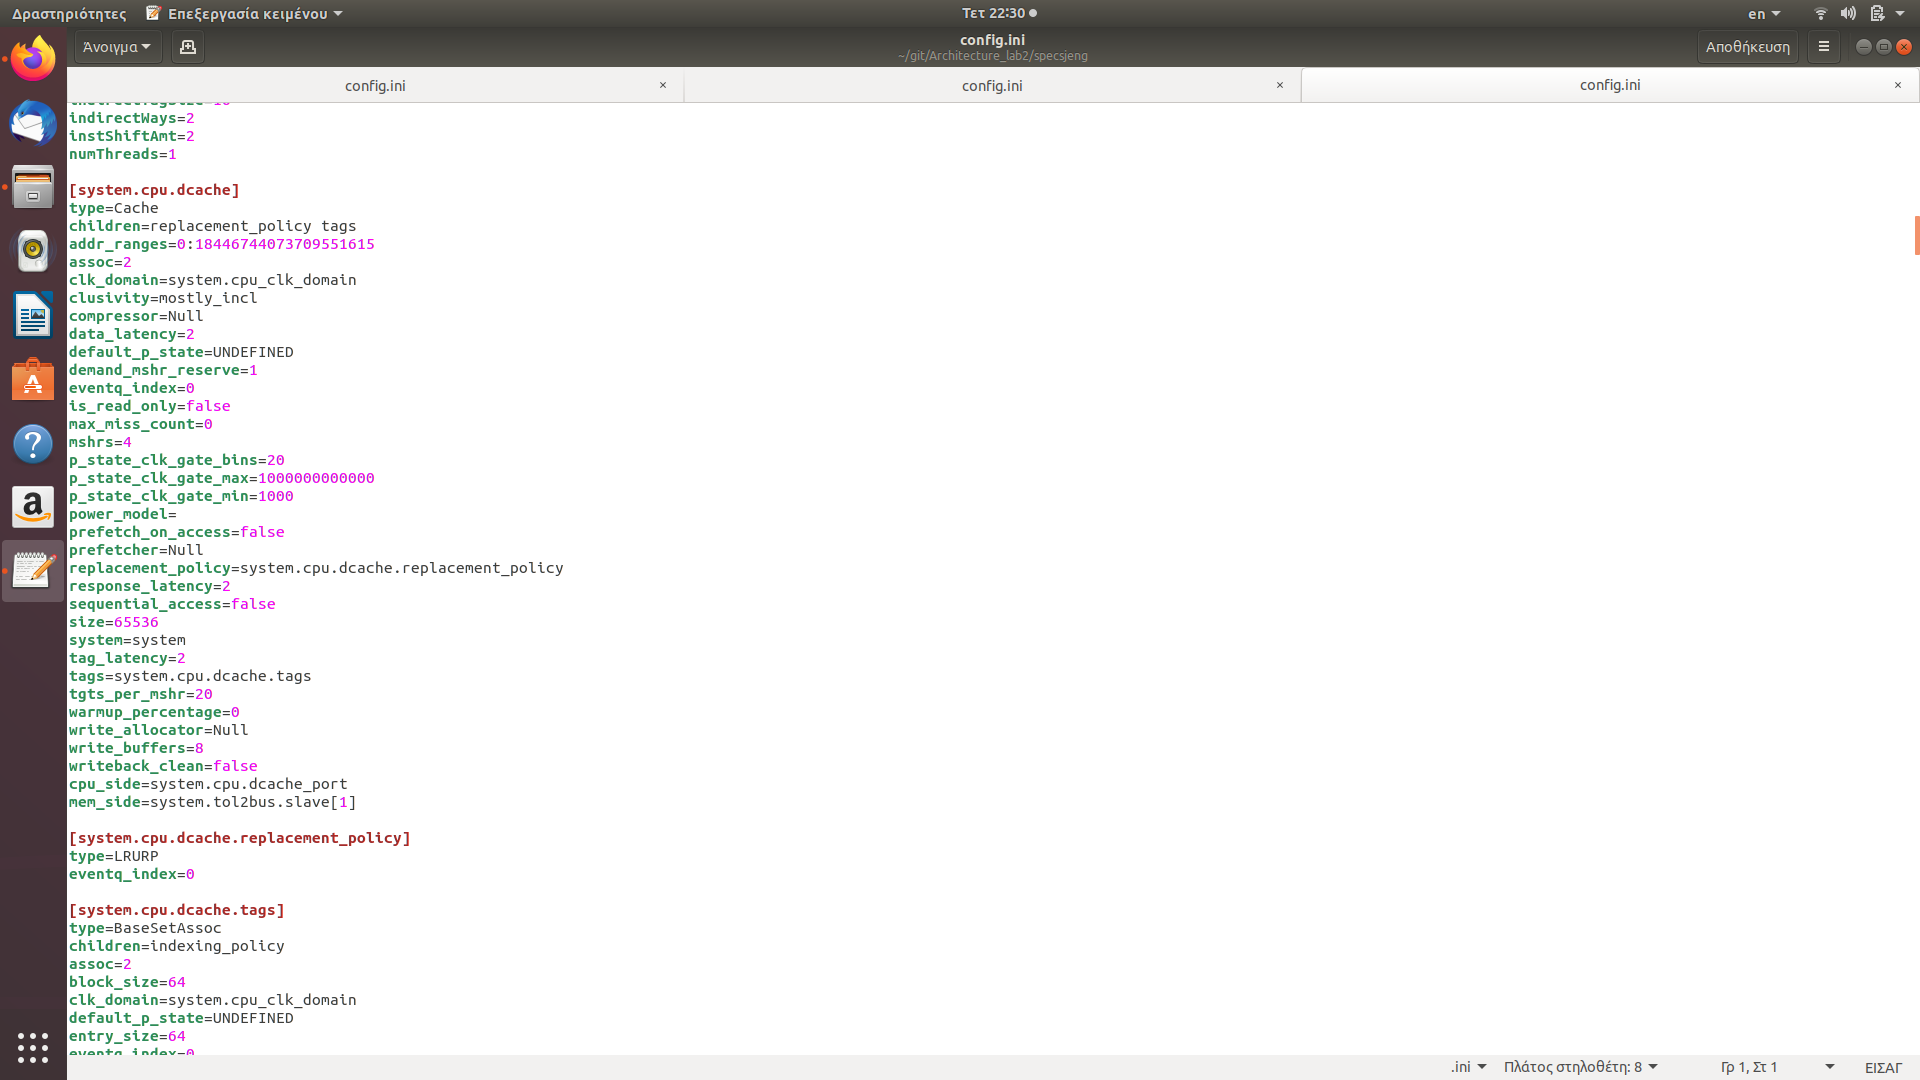 Δραστηριότητες
Επεξεργασία κειμένου
Τετ 22:30
en
Άνοιγμα
config.ini
~/git/Architecture_lab2/specsjeng
Αποθήκευση
config.ini
config.ini
config.ini
indirectWays=2
instShiftAmt=2
numThreads=1
[system.cpu.dcache]
type=Cache
children=replacement_policy tags
addr_ranges=0:18446744073709551615
assoc=2
clk_domain=system.cpu_clk_domain
clusivity=mostly_incl
compressor=Null
data_latency=2
default_p_state=UNDEFINED
demand_mshr_reserve=1
eventq_index=0
is_read_only=false
max_miss_count=0
mshrs=4
p_state_clk_gate_bins=20
p_state_clk_gate_max=1000000000000
p_state_clk_gate_min=1000
power_model=
prefetch_on_access=false
prefetcher=Null
replacement_policy=system.cpu.dcache.replacement_policy
response_latency=2
sequential_access=false
size=65536
system=system
tag_latency=2
tags=system.cpu.dcache.tags
tgts_per_mshr=20
warmup_percentage=0
write_allocator=Null
write_buffers=8
writeback_clean=false
cpu_side=system.cpu.dcache_port
mem_side=system.tol2bus.slave[1]
[system.cpu.dcache.replacement_policy]
type=LRURP
eventq_index=0
[system.cpu.dcache.tags]
type=BaseSetAssoc
children=indexing_policy
assoc=2
block_size=64
clk_domain=system.cpu_clk_domain
default_p_state=UNDEFINED
entry_size=64
eventq_index=0
.ini
Πλάτος στηλοθέτη: 8
Γρ 1, Στ 1
ΕΙΣΑΓ